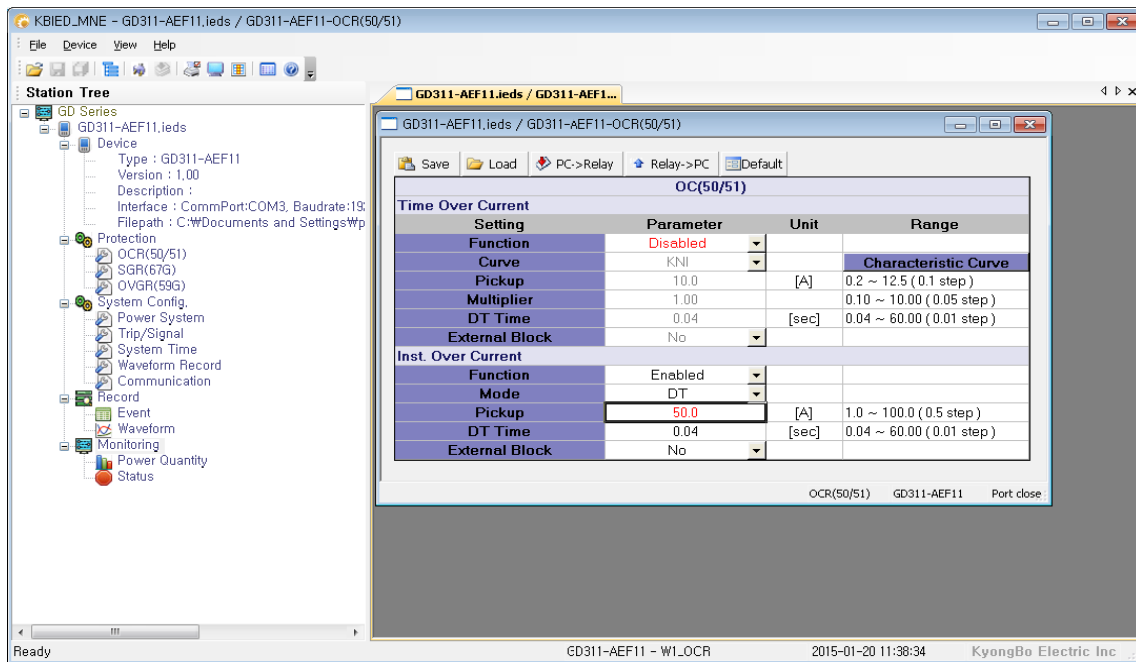 KBIED_MNE - GD311-AEF11.ieds / GD311-AEF11-OCR(50/51)
File Device View Help
Station Tree
GD Series
GD311-AEF11.ieds
Device
Type : GD311-AEF11
Version : 1,00
Description :
Interface : CommPort:COM3, Baudrate:19
Filepath : C:₩Documents and Settings₩p
Protection
OCR(50/51)
SGR(67G)
OVGR(59G)
System Config.
Power System
Trip/Signal
System Time
Waveform Record
Communication
Record
Event
Waveform
Monitoring
Power Quantity
Status
GD311-AEF11.ieds / GD311-AEF1...
GD311-AEF11.ieds / GD311-AEF11-OCR(50/51)
Save Load PC->Relay Relay->PC Default
OC(50/51)
Time Over Current
Setting Parameter Unit Range
Function Disabled
Curve KNI Characteristic Curve
Pickup 10.0 [A] 0.2 ~ 12.5 ( 0.1 step )
Multiplier 1.00 0.10 ~ 10.00 ( 0.05 step )
DT Time 0.04 [sec] 0.04 ~ 60.00 ( 0.01 step )
External Block No
Inst. Over Current
Function Enabled
Mode DT
Pickup 50.0 [A] 1.0 ~ 100.0 ( 0.5 step )
DT Time 0.04 [sec] 0.04 ~ 60.00 ( 0.01 step )
External Block No
OCR(50/51) GD311-AEF11 Port close
Ready GD311-AEF11 - W1_OCR 2015-01-20 11:38:34 KyongBo Electric Inc